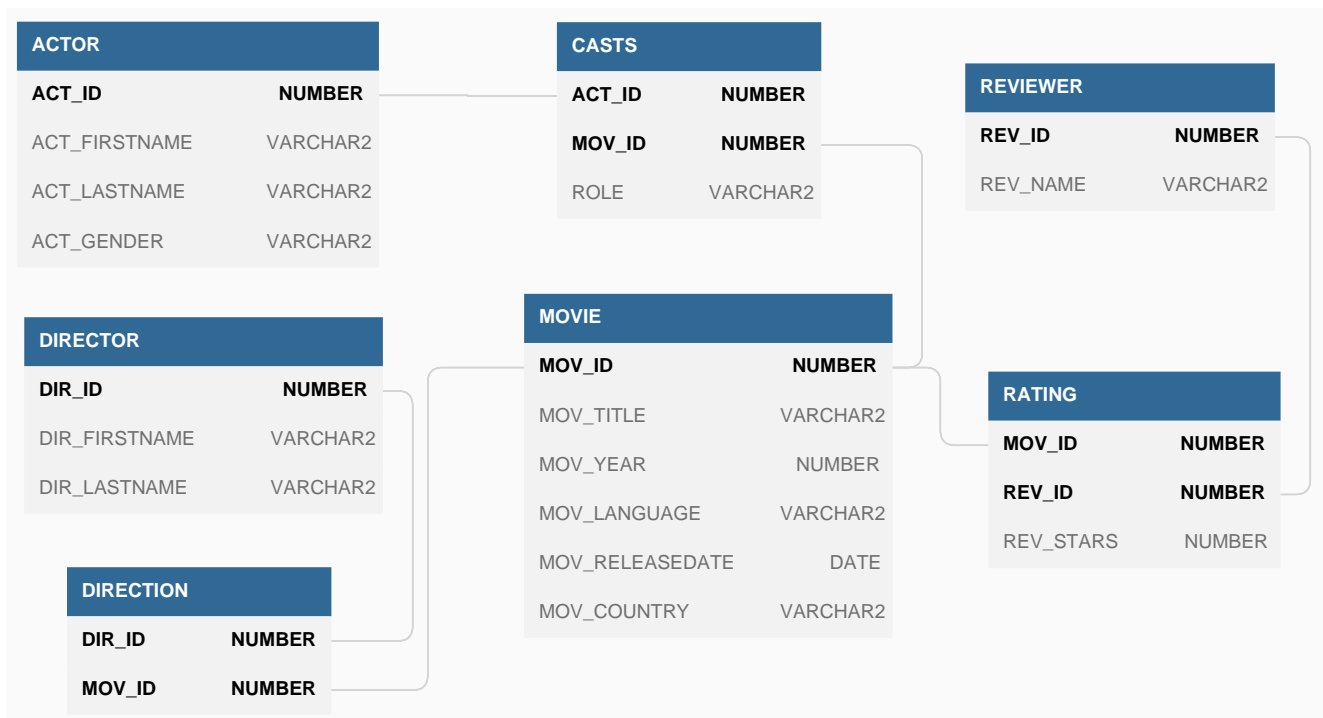 ACTOR
ACT_ID NUMBER
ACT_FIRSTNAME VARCHAR2
ACT_LASTNAME VARCHAR2
ACT_GENDER VARCHAR2
CASTS
ACT_ID NUMBER
MOV_ID NUMBER
ROLE VARCHAR2
REVIEWER
REV_ID NUMBER
REV_NAME VARCHAR2
DIRECTOR
DIR_ID NUMBER
DIR_FIRSTNAME VARCHAR2
DIR_LASTNAME VARCHAR2
MOVIE
MOV_ID NUMBER
MOV_TITLE VARCHAR2
MOV_YEAR NUMBER
MOV_LANGUAGE VARCHAR2
MOV_RELEASEDATE DATE
MOV_COUNTRY VARCHAR2
RATING
MOV_ID NUMBER
REV_ID NUMBER
REV_STARS NUMBER
DIRECTION
DIR_ID NUMBER
MOV_ID NUMBER